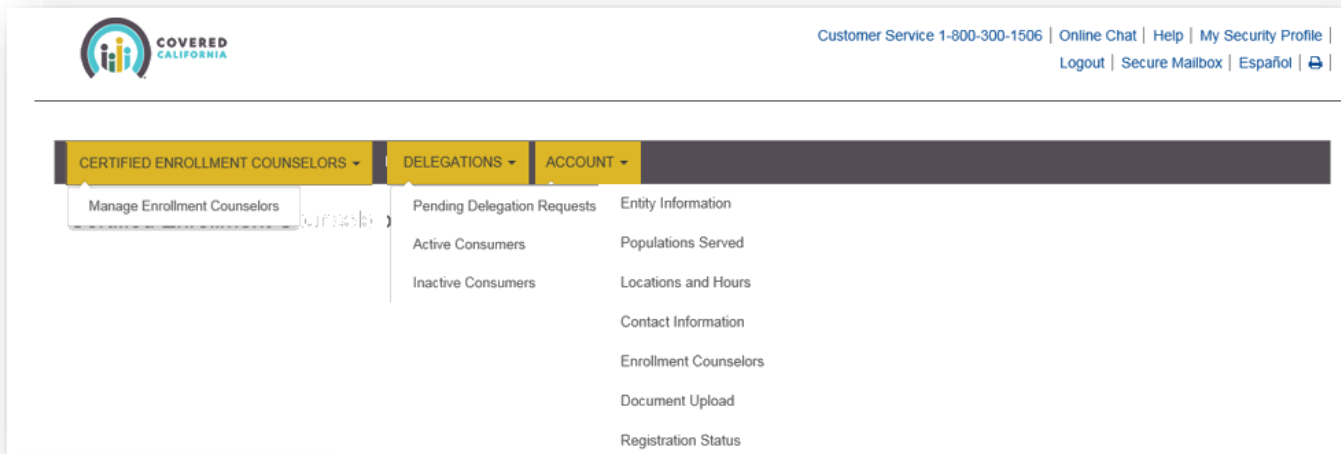 COVERED
CALIFORNIA
Customer Service 1-800-300-1506 | Online Chat | Help | My Security Profile |
Logout | Secure Mailbox | Español |
CERTIFIED ENROLLMENT COUNSELORS
DELEGATIONS
ACCOUNT
Manage Enrollment Counselors
Pending Delegation Requests
Active Consumers
Inactive Consumers
Entity Information
Populations Served
Locations and Hours
Contact Information
Enrollment Counselors
Document Upload
Registration Status